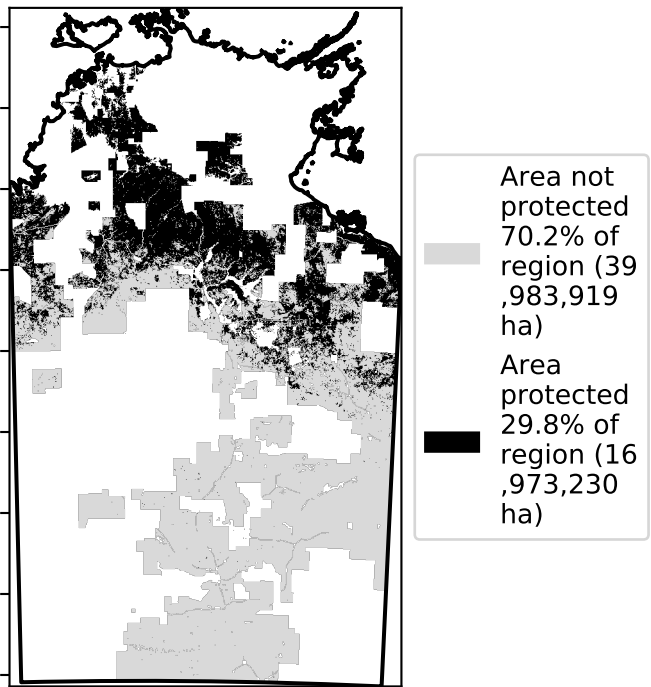 Area not
protected
70.2% of
region (39
,983,919
ha)
Area
protected
29.8% of
region (16
,973,230
ha)